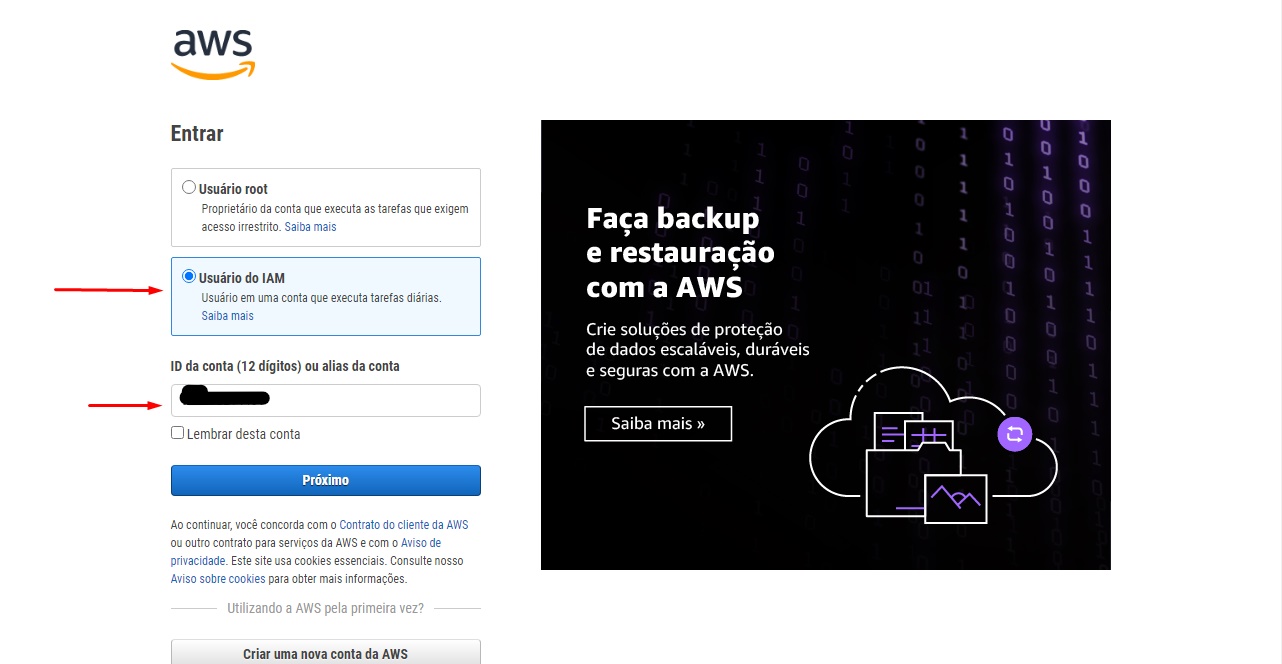 aws
Entrar
Usuário root
Proprietário da conta que executa as tarefas que exigem
acesso irrestrito. Saiba mais
Usuário do IAM
Usuário em uma conta que executa tarefas diárias.
Saiba mais
ID da conta (12 dígitos) ou alias da conta
Lembrar desta conta
Próximo
Ao continuar, você concorda com o Contrato do cliente da AWS
ou outro contrato para serviços da AWS e com o Aviso de
privacidade. Este site usa cookies essenciais. Consulte nosso
Aviso sobre cookies para obter mais informações.
Utilizando a AWS pela primeira vez?
Criar uma nova conta da AWS
Faça backup
e restauração
com a AWS
Crie soluções de proteção
de dados escaláveis, duráveis
e seguras com a AWS.
Saiba mais »